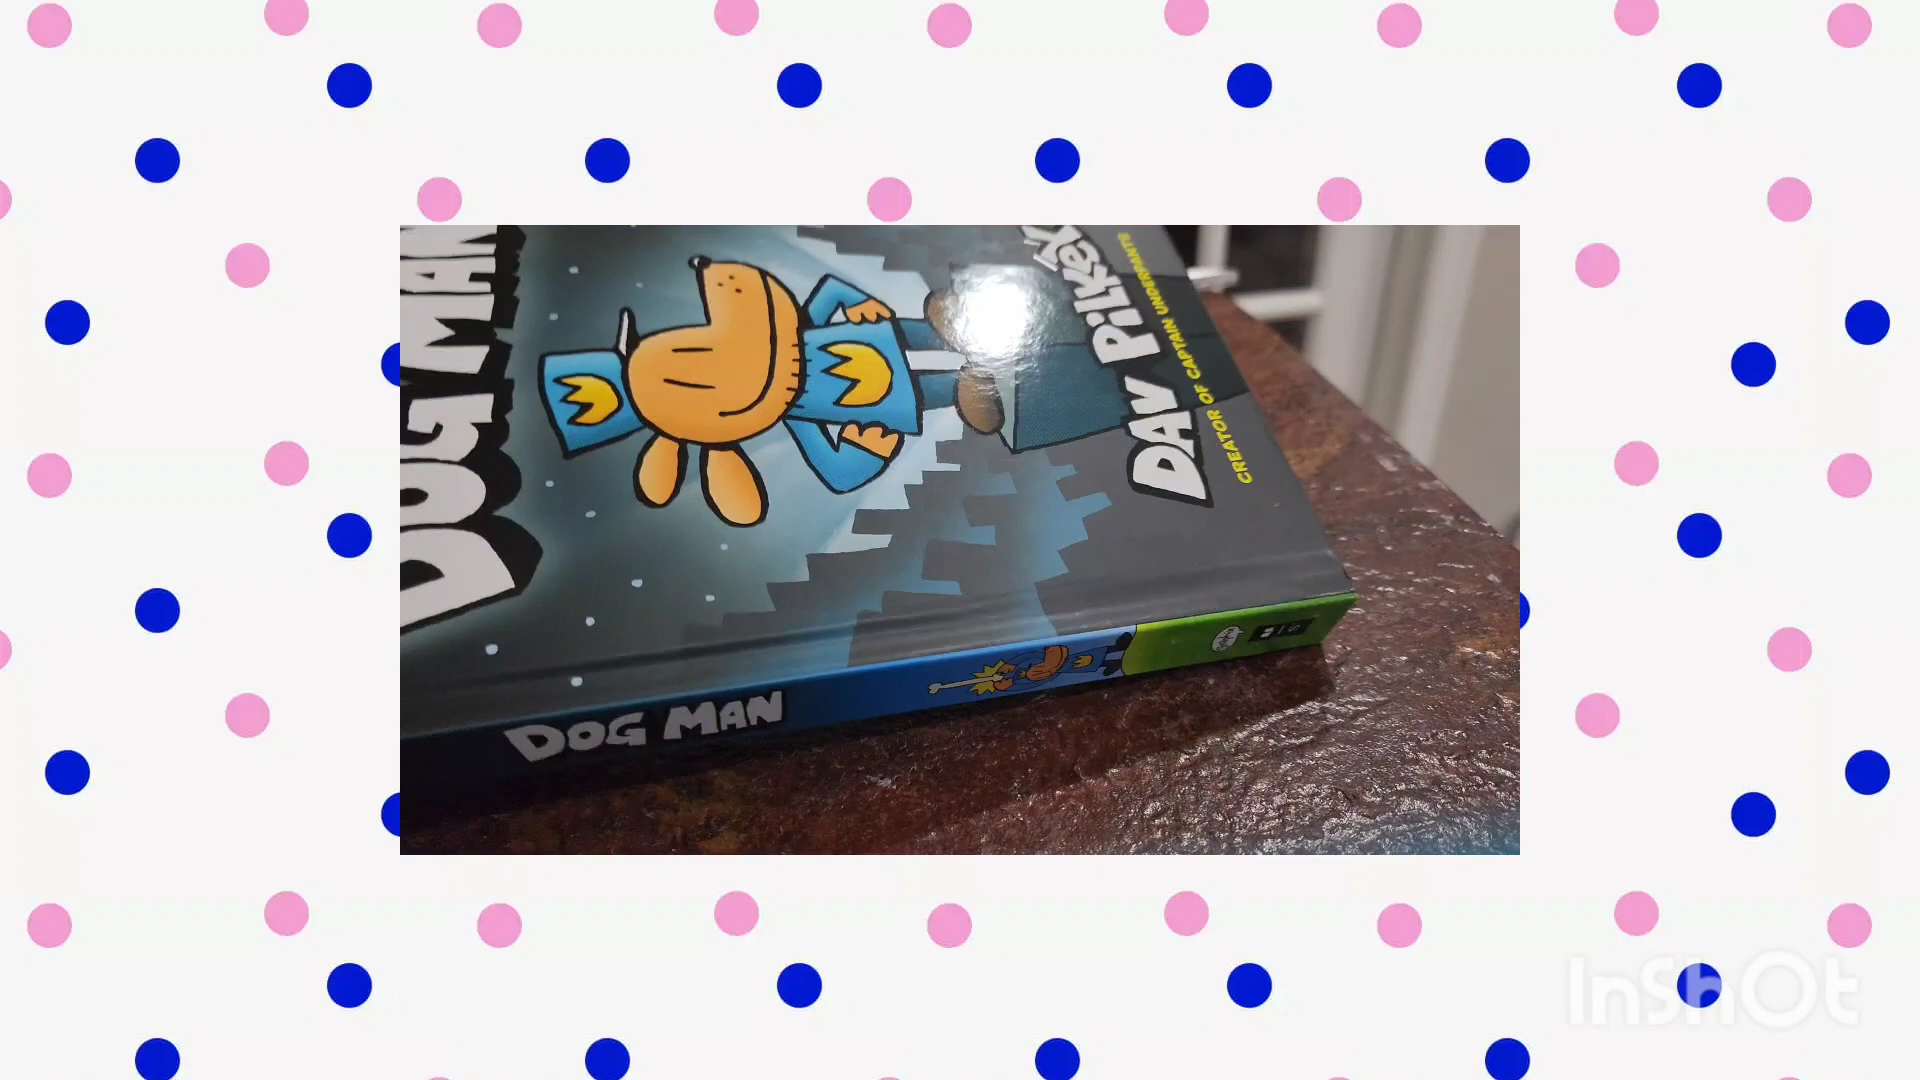 DOG MAN
DAV PiLKEY
CREATOR OF CAPTAIN UNDERPANTS
DOG MAN
InShOt